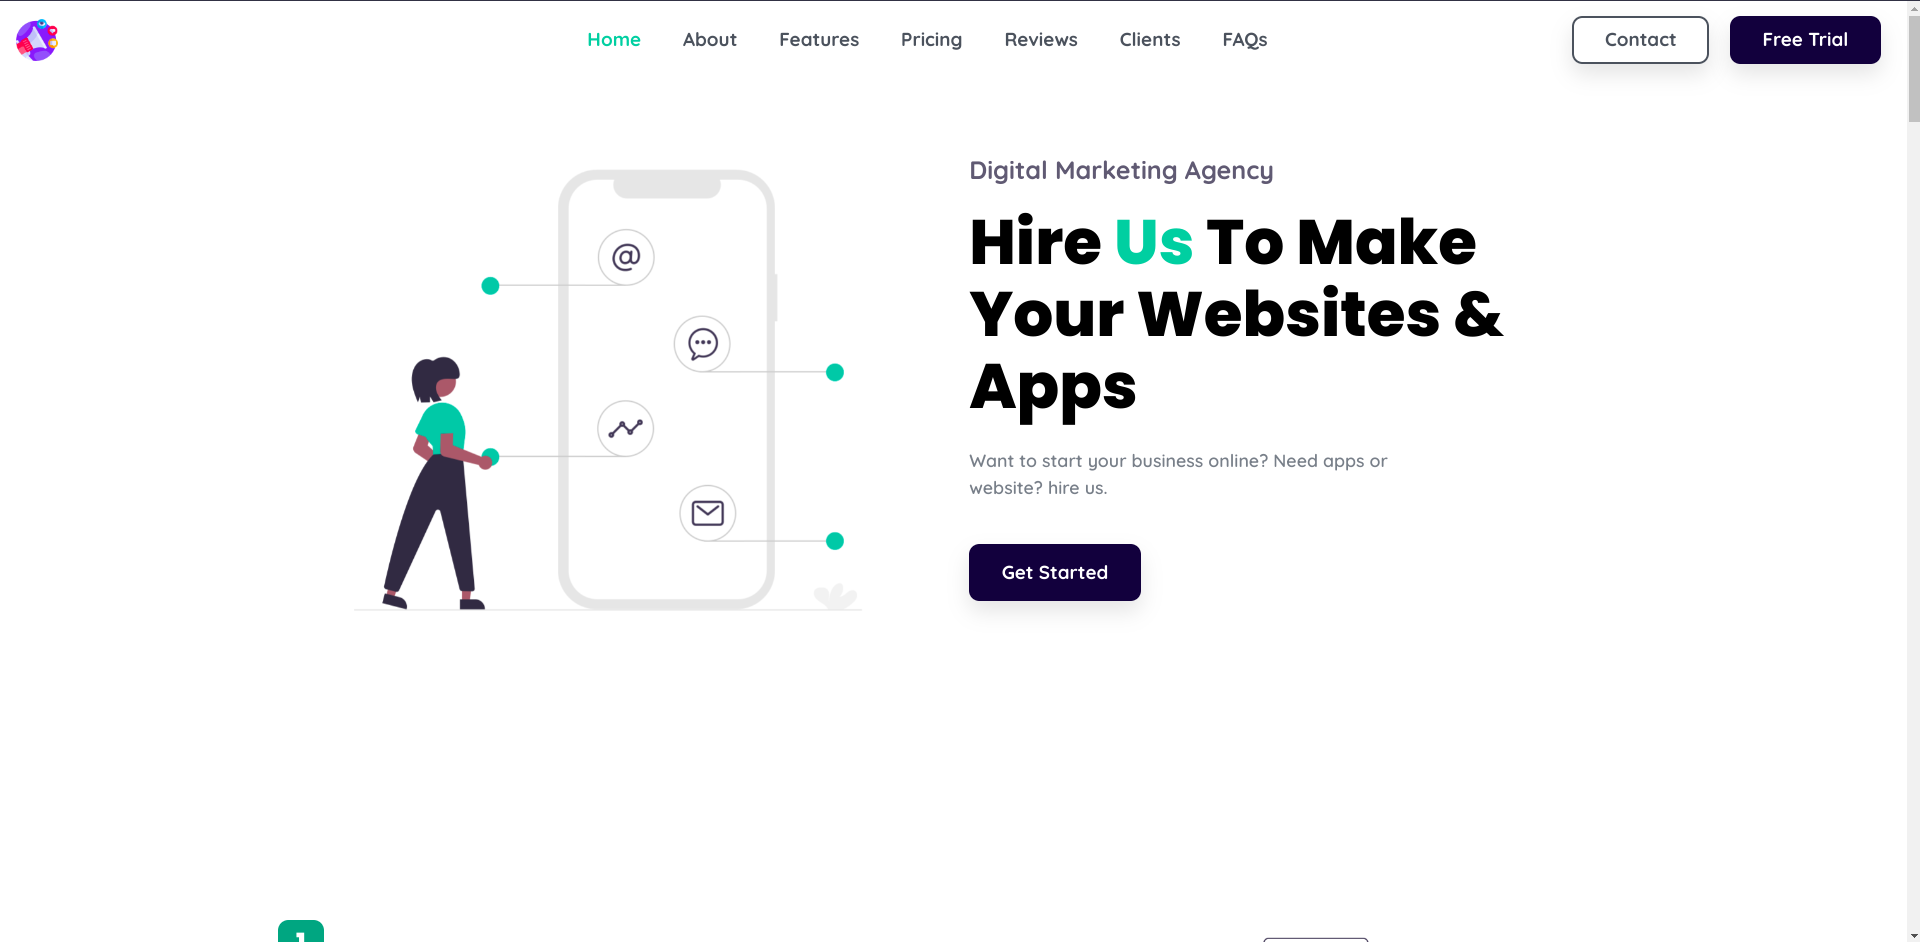 Home About Features Pricing Reviews Clients FAQs Contact Free Trial
Digital Marketing Agency
Hire Us To Make
Your Websites &
Apps
Want to start your business online? Need apps or
website? hire us.
Get Started
@